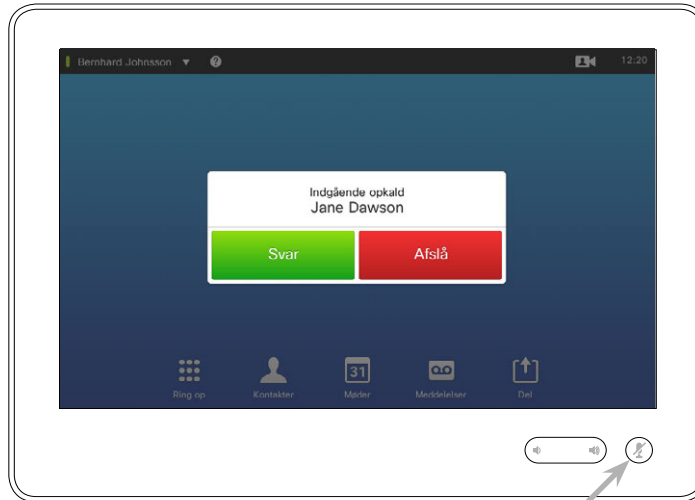 Bernhard Johnsson
?
12:20
Indgående opkald
Jane Dawson
Svar
Afslå
31
Ring op
Kontakter
Møder
Meddelelser
Del